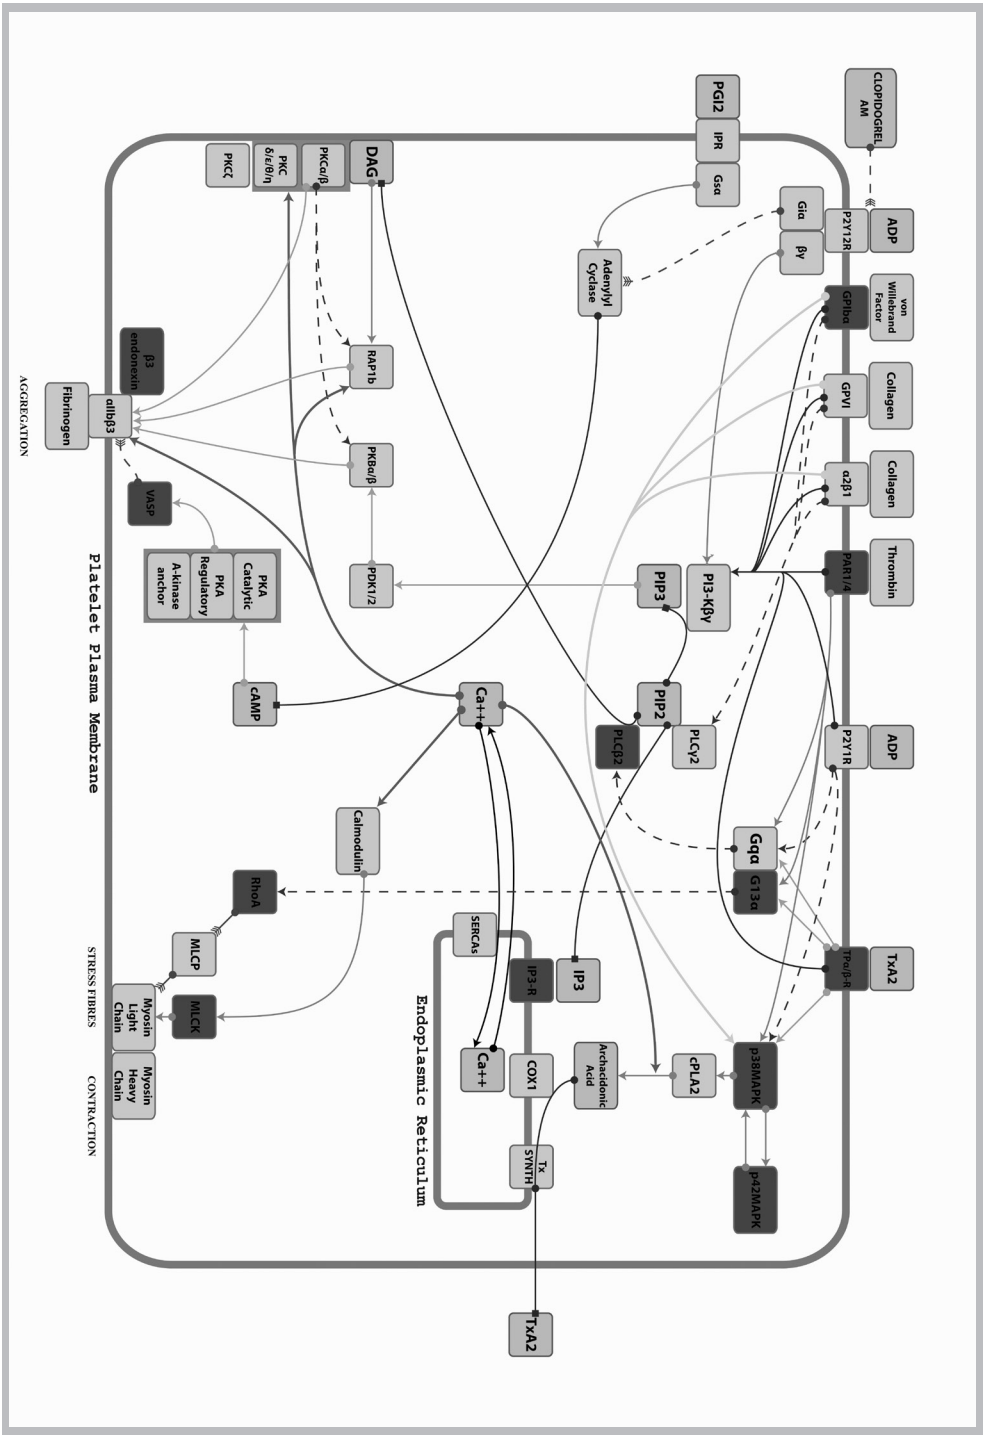 CLOPIDOGREL
AM
ADP
P2Y12R
Giα
βγ
PGI2
IPR
Gsα
von
Willebrand
Factor
GPIbα
Collagen
GPVI
Collagen
α2β1
Thrombin
PAR1/4
ADP
P2Y1R
TxA2
TPα/β-R
Adenylyl
Cyclase
PI3-Kβγ
PIP3
PIP2
PLCγ2
PLCβ2
Gqα
G13α
p38MAPK
p42MAPK
cPLA2
Archacidonic
Acid
IP3
IP3-R
COX1
Tx
SYNTH
TxA2
SERCAs
Ca++
Ca++
Endoplasmic Reticulum
DAG
PKCα/β
PKC
δ/ε/θ/η
PKCζ
RAP1b
PKBα/β
PDK1/2
Calmodulin
cAMP
PKA
Catalytic
PKA
Regulatory
A-kinase
anchor
VASP
β3
endonexin
αIIbβ3
Fibrinogen
RhoA
MLCP
MLCK
Myosin
Light
Chain
Myosin
Heavy
Chain
Platelet Plasma Membrane
AGGREGATION
STRESS FIBRES
CONTRACTION